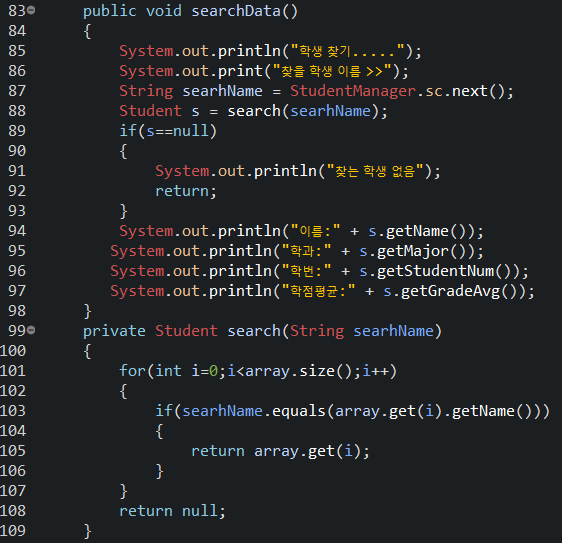 83 public void searchData()
84 {
85 System.out.println("학생 찾기.....");
86 System.out.print("찾을 학생 이름 >>");
87 String searhName = StudentManager.sc.next();
88 Student s = search(searhName);
89 if(s==null)
90 {
91 System.out.println("찾는 학생 없음");
92 return;
93 }
94 System.out.println("이름:" + s.getName());
95 System.out.println("학과:" + s.getMajor());
96 System.out.println("학번:" + s.getStudentNum());
97 System.out.println("학점평균:" + s.getGradeAvg());
98 }
99 private Student search(String searhName)
100 {
101 for(int i=0;i<array.size();i++)
102 {
103 if(searhName.equals(array.get(i).getName()))
104 {
105 return array.get(i);
106 }
107 }
108 return null;
109 }